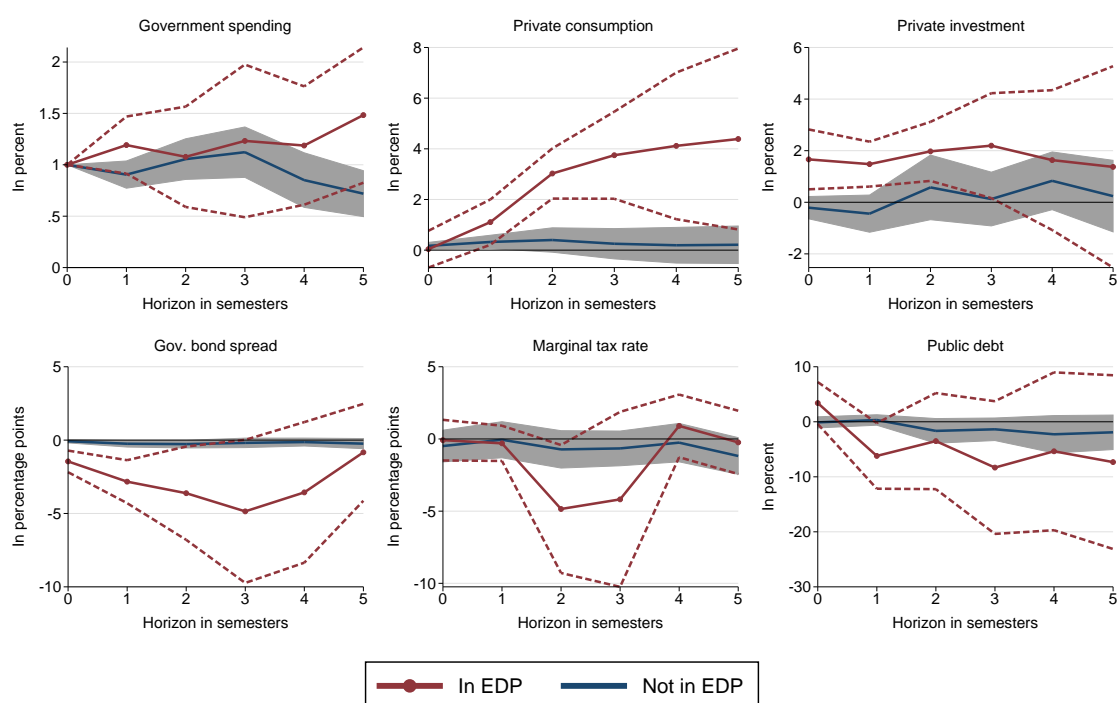 Government spending
In percent
2
1.5
1
.5
0
0 1 2 3 4 5
Horizon in semesters
Private consumption
In percent
8
6
4
2
0
0 1 2 3 4 5
Horizon in semesters
Private investment
In percent
6
4
2
0
-2
0 1 2 3 4 5
Horizon in semesters
Gov. bond spread
In percentage points
5
0
-5
-10
0 1 2 3 4 5
Horizon in semesters
Marginal tax rate
In percentage points
5
0
-5
-10
0 1 2 3 4 5
Horizon in semesters
Public debt
In percent
10
0
-10
-20
-30
0 1 2 3 4 5
Horizon in semesters
In EDP Not in EDP